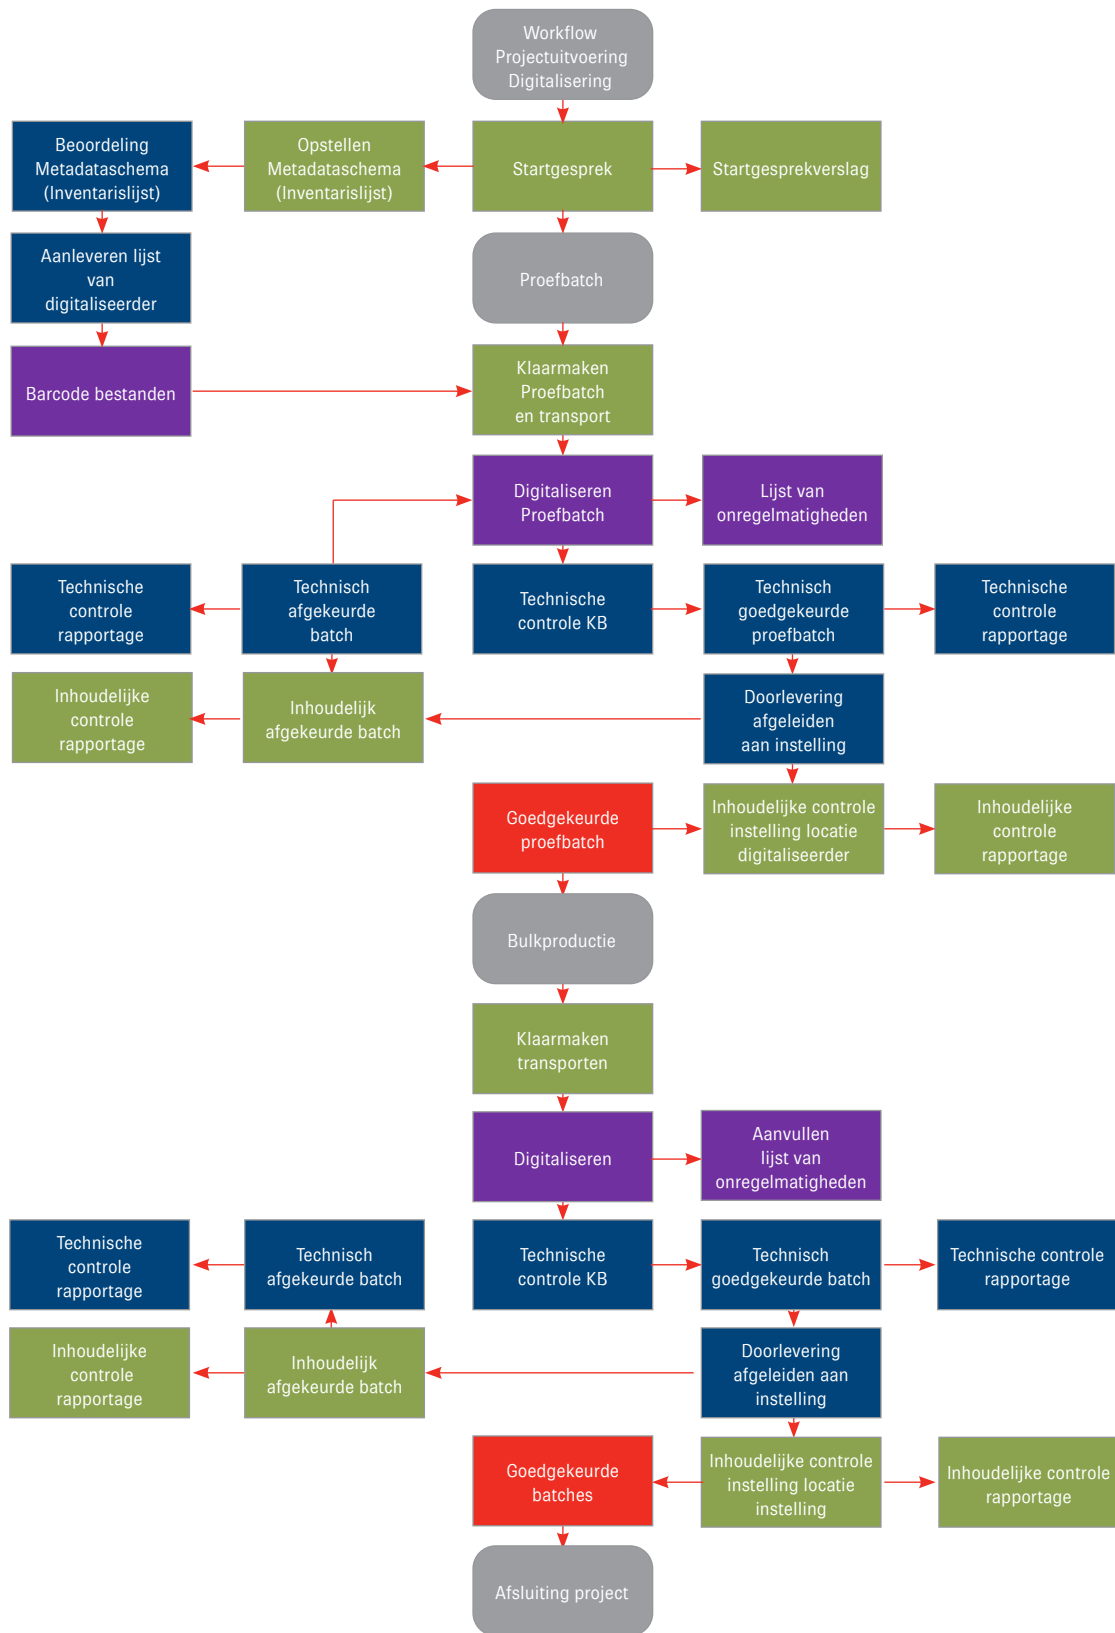 Workflow
Projectuitvoering
Digitalisering
Beoordeling
Metadataschema
(Inventarislijst)
Opstellen
Metadataschema
(Inventarislijst)
Startgesprek
Startgesprekverslag
Aanleveren lijst
van
digitaliseerder
Proefbatch
Barcode bestanden
Klaarmaken
Proefbatch
en transport
Digitaliseren
Proefbatch
Lijst van
onregelmatigheden
Technische
controle
rapportage
Technisch
afgekeurde
batch
Technische
controle KB
Technisch
goedgekeurde
proefbatch
Technische
controle
rapportage
Inhoudelijke
controle
rapportage
Inhoudelijk
afgekeurde batch
Doorlevering
afgeleiden
aan instelling
Goedgekeurde
proefbatch
Inhoudelijke controle
instelling locatie
digitaliseerder
Inhoudelijke
controle
rapportage
Bulkproductie
Klaarmaken
transporten
Digitaliseren
Aanvullen
lijst van
onregelmatigheden
Technische
controle
rapportage
Technisch
afgekeurde batch
Technische
controle KB
Technisch
goedgekeurde batch
Technische controle
rapportage
Inhoudelijke
controle
rapportage
Inhoudelijk
afgekeurde batch
Doorlevering
afgeleiden aan
instelling
Goedgekeurde
batches
Inhoudelijke controle
instelling locatie
instelling
Inhoudelijke controle
rapportage
Afsluiting project